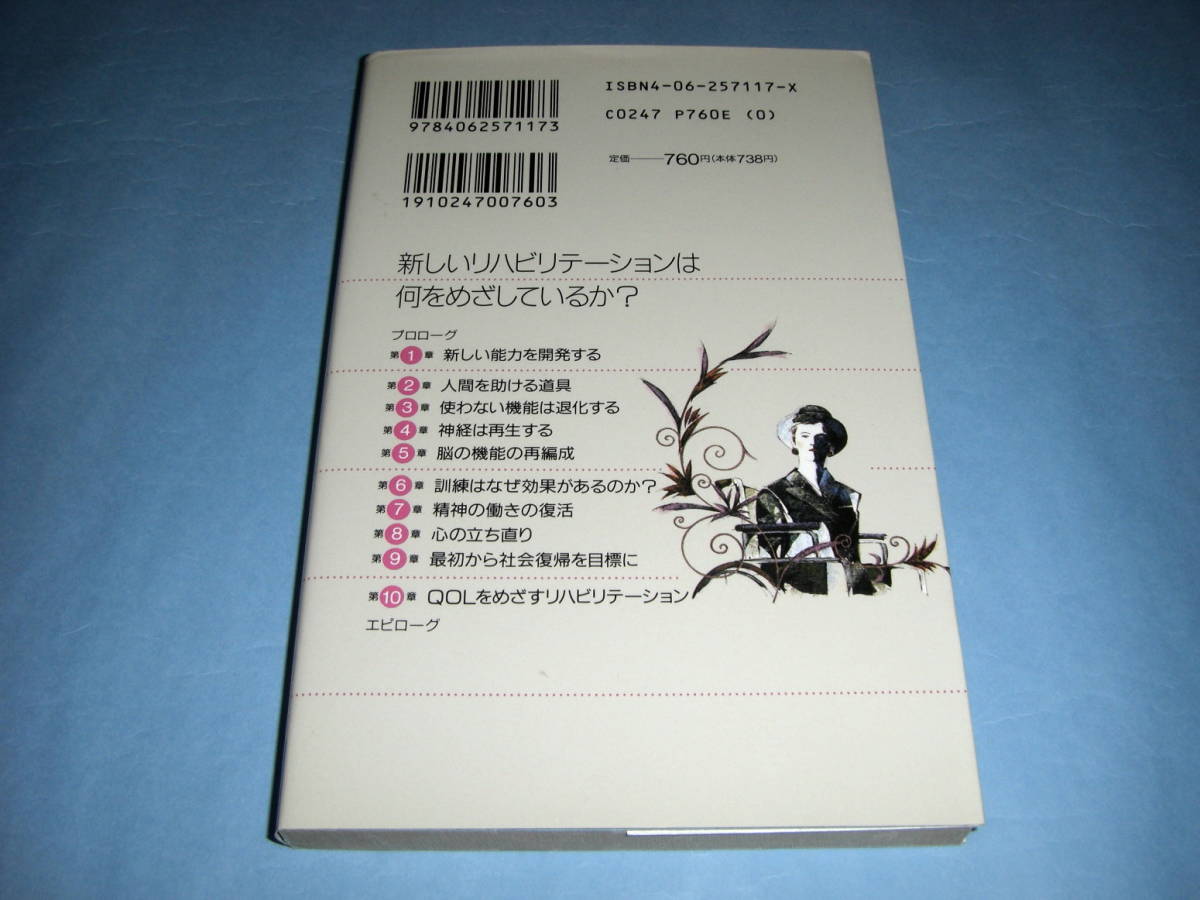 9784062571173
ISBN4-06-257117-X
C0247 P760E (0)
1910247007603
定価――760円(本体738円)
新しいリハビリテーションは
何をめざしているか?
プロローグ
第1章 新しい能力を開発する
第2章 人間を助ける道具
第3章 使わない機能は退化する
第4章 神経は再生する
第5章 脳の機能の再編成
第6章 訓練はなぜ効果があるのか?
第7章 精神の働きの復活
第8章 心の立ち直り
第9章 最初から社会復帰を目標に
第10章 QOLをめざすリハビリテーション
エピローグ